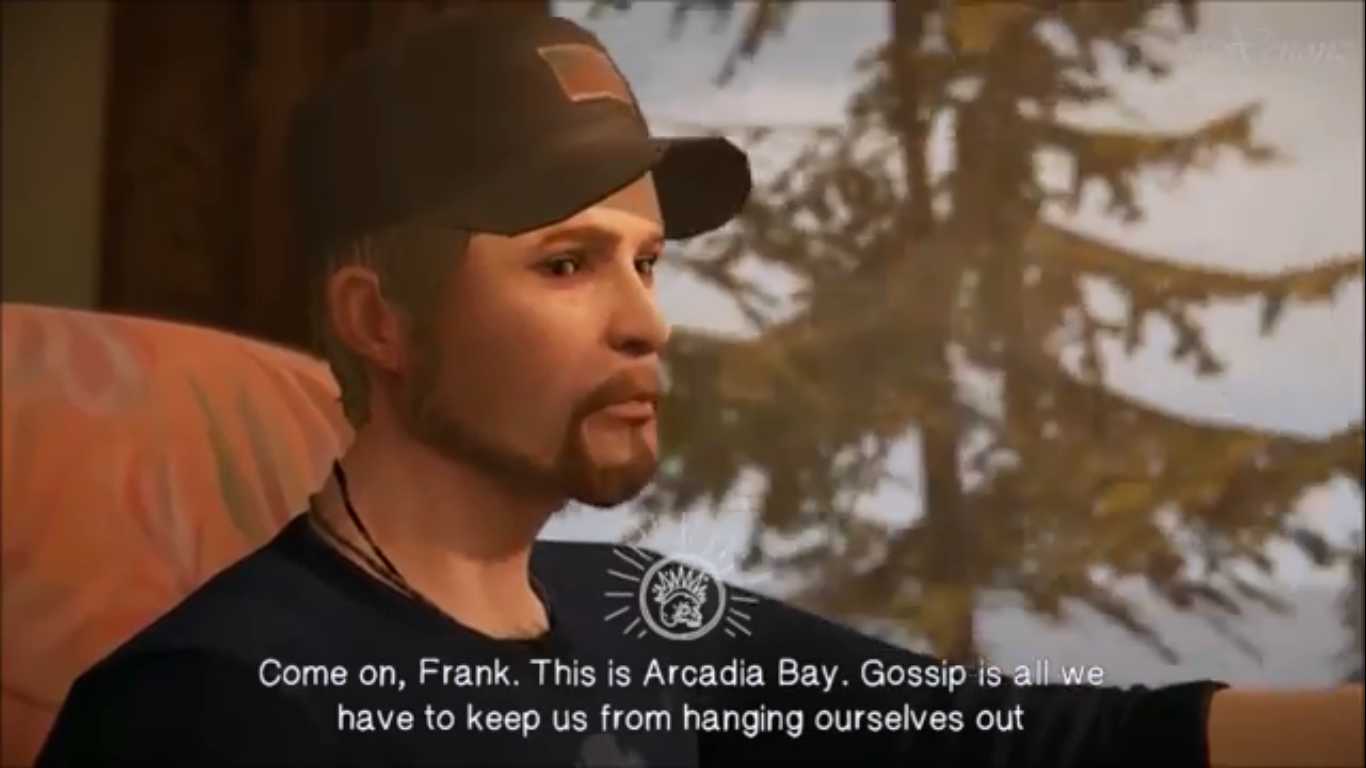 Come on, Frank. This is Arcadia Bay. Gossip is all we
have to keep us from hanging ourselves out